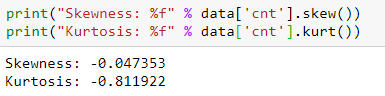 print("Skewness: %f" % data['cnt'].skew())
print("Kurtosis: %f" % data['cnt'].kurt())
Skewness: -0.047353
Kurtosis: -0.811922